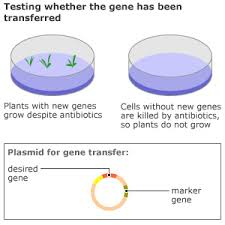 Testing whether the gene has been
transferred
Plants with new genes
grow despite antibiotics
Cells without new genes
are killed by antibiotics,
so plants do not grow
Plasmid for gene transfer:
desired
gene
marker
gene